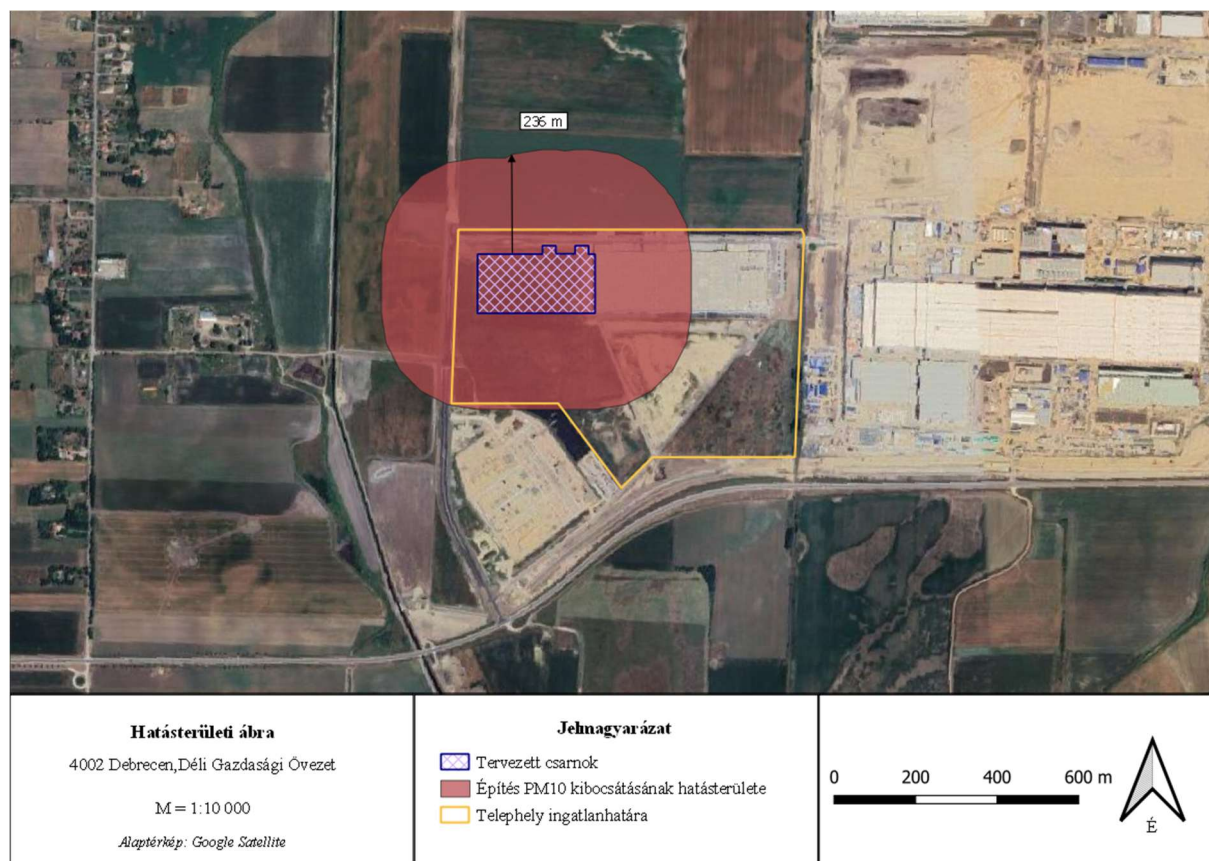 236 m
Hatásterületi ábra
4002 Debrecen,Déli Gazdasági Övezet
M = 1:10 000
Alaptérkép: Google Satellite
Jelmagyarázat
Tervezett csarnok
Építés PM10 kibocsátásának hatásterülete
Telephely ingatlanhatára
0 200 400 600 m
É